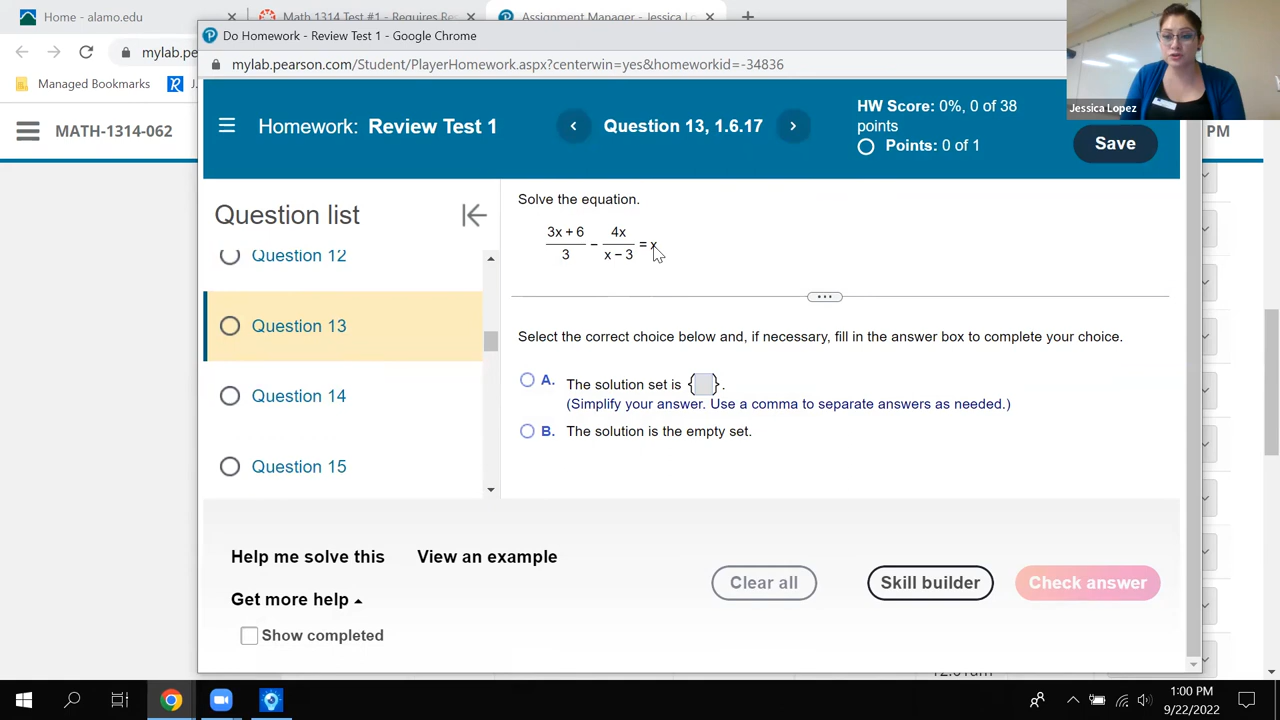 Home - alamo.edu
Math 1314 Test #1 - Requires Res
Assignment Manager - Jessica Lo
Do Homework - Review Test 1 - Google Chrome
mylab.pe
mylab.pearson.com/Student/PlayerHomework.aspx?centerwin=yes&homeworkid=-34836
Managed Bookmarks
J.
Jessica Lopez
MATH-1314-062
Homework: Review Test 1
Question 13, 1.6.17
HW Score: 0%, 0 of 38
points
Points: 0 of 1
Save
PM
Question list
Question 12
Question 13
Question 14
Question 15
Solve the equation.
3x + 6 4x
− = x
3 x − 3
Select the correct choice below and, if necessary, fill in the answer box to complete your choice.
A. The solution set is { }.
(Simplify your answer. Use a comma to separate answers as needed.)
B. The solution is the empty set.
Help me solve this
View an example
Get more help
Clear all
Skill builder
Check answer
Show completed
1:00 PM
9/22/2022